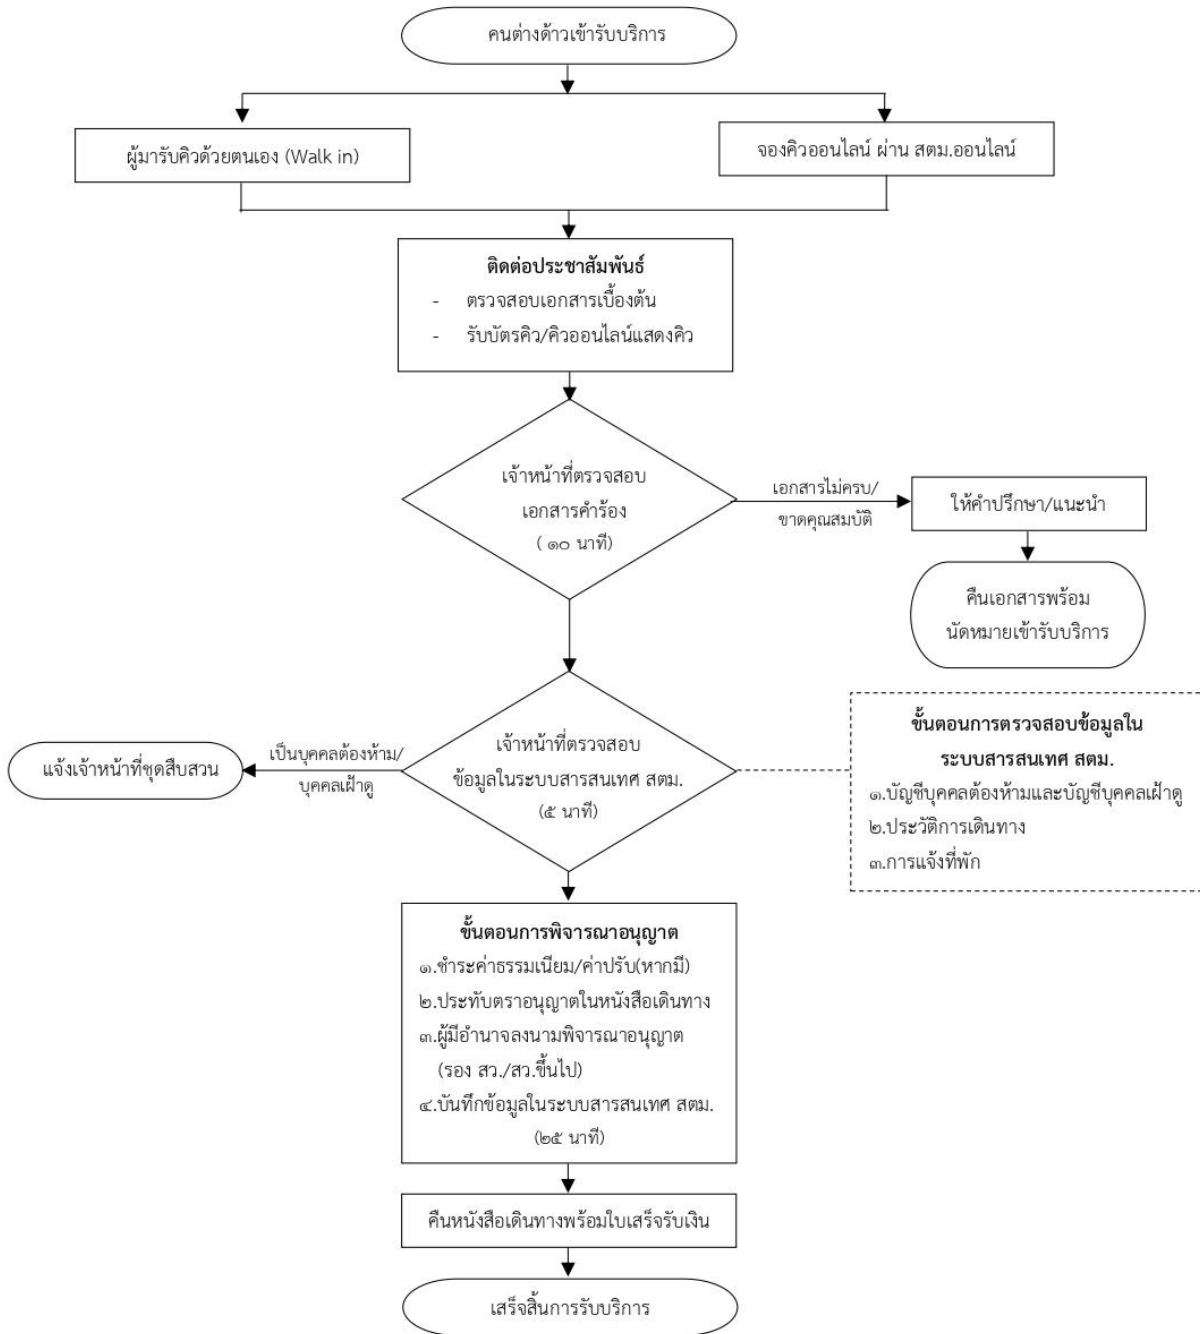 คนต่างด้าวเข้ารับบริการ
ผู้มารับคิวด้วยตนเอง (Walk in)
จองคิวออนไลน์ ผ่าน สตม.ออนไลน์
ติดต่อประชาสัมพันธ์
- ตรวจสอบเอกสารเบื้องต้น
- รับบัตรคิว/คิวออนไลน์แสดงคิว
เจ้าหน้าที่ตรวจสอบ
เอกสารคำร้อง
( ๑๐ นาที)
เอกสารไม่ครบ/
ขาดคุณสมบัติ
ให้คำปรึกษา/แนะนำ
คืนเอกสารพร้อม
นัดหมายเข้ารับบริการ
เจ้าหน้าที่ตรวจสอบ
ข้อมูลในระบบสารสนเทศ สตม.
(๕ นาที)
เป็นบุคคลต้องห้าม/
บุคคลเฝ้าดู
แจ้งเจ้าหน้าที่ชุดสืบสวน
ขั้นตอนการตรวจสอบข้อมูลใน
ระบบสารสนเทศ สตม.
๑.บัญชีบุคคลต้องห้ามและบัญชีบุคคลเฝ้าดู
๒.ประวัติการเดินทาง
๓.การแจ้งที่พัก
ขั้นตอนการพิจารณาอนุญาต
๑.ชำระค่าธรรมเนียม/ค่าปรับ(หากมี)
๒.ประทับตราอนุญาตในหนังสือเดินทาง
๓.ผู้มีอำนาจลงนามพิจารณาอนุญาต
(รอง สว./สว.ขึ้นไป)
๔.บันทึกข้อมูลในระบบสารสนเทศ สตม.
(๒๕ นาที)
คืนหนังสือเดินทางพร้อมใบเสร็จรับเงิน
เสร็จสิ้นการรับบริการ